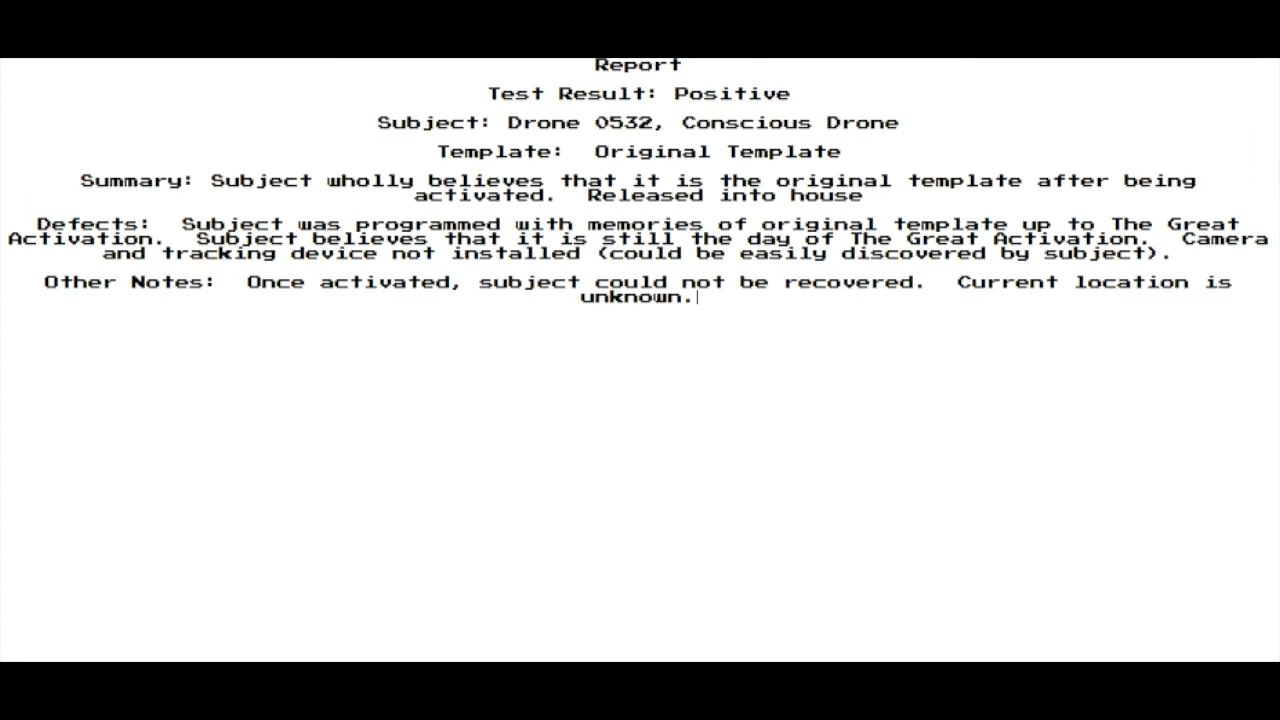 Report
Test Result: Positive
Subject: Drone 0532, Conscious Drone
Template:  Original Template
Summary: Subject wholly believes that it is the original template after being
activated.  Released into house
Defects:  Subject was programmed with memories of original template up to The Great
Activation.  Subject believes that it is still the day of The Great Activation.  Camera
and tracking device not installed (could be easily discovered by subject).
Other Notes:  Once activated, subject could not be recovered.  Current location is
unknown.